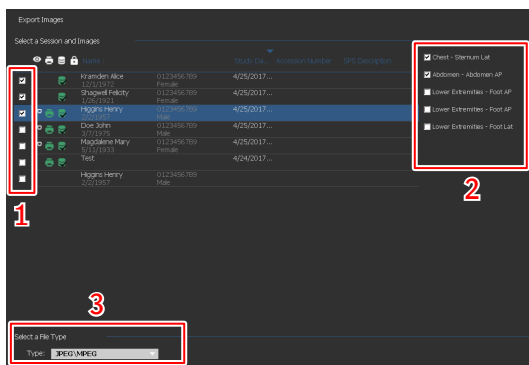 Export Images
Select a Session and Images
Name Study Da... Accession Number SPS Description
Kramden Alice 0123456789 4/25/2017...
12/1/1972 Female
Shagwell Felicity 0123456789 4/25/2017...
1/26/1921 Female
Higgins Henry 0123456789 4/25/2017...
2/2/1957 Male
Doe John 0123456789 4/25/2017...
3/7/1975 Male
Magdalene Mary 0123456789 4/25/2017...
5/11/1933 Female
Test 4/24/2017...
Higgins Henry 0123456789
2/2/1957 Male
1
Chest - Sternum Lat
Abdomen - Abdomen AP
Lower Extremities - Foot AP
Lower Extremities - Foot AP
Lower Extremities - Foot Lat
2
3
Select a File Type
Type: JPEG\MPEG